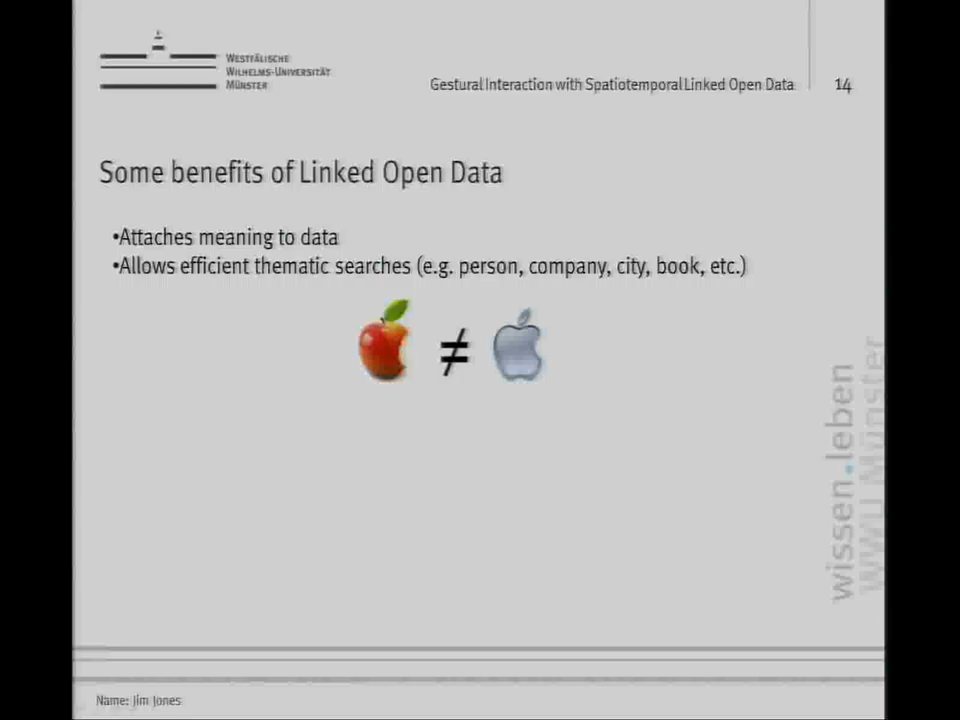 WESTFÄLISCHE
WILHELMS-UNIVERSITÄT
MÜNSTER
Gestural Interaction with Spatiotemporal Linked Open Data
14
Some benefits of Linked Open Data
•Attaches meaning to data
•Allows efficient thematic searches (e.g. person, company, city, book, etc.)
≠
wissen.leben
WWU Münster
Name: Jim Jones